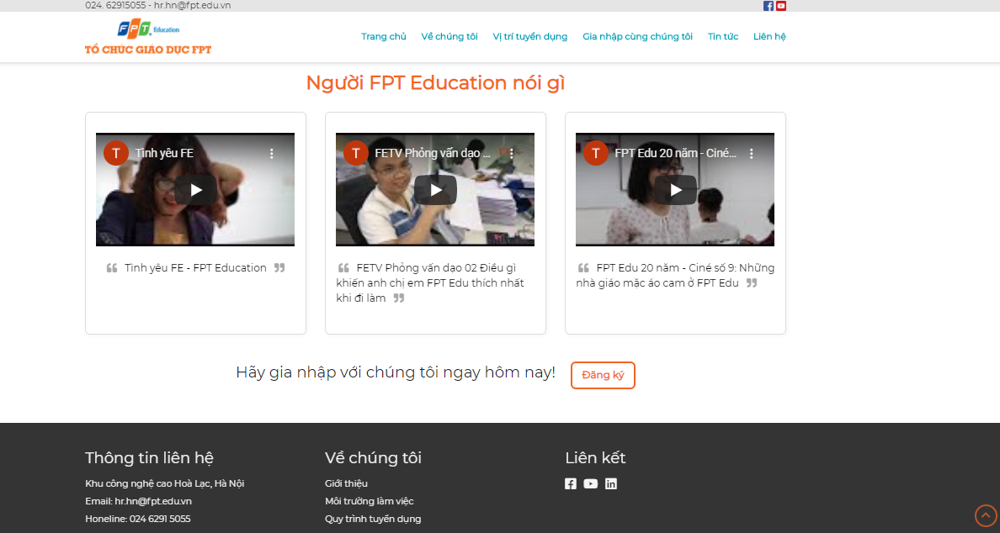 024. 62915055 - hr.hn@fpt.edu.vn
FPT Education
TỔ CHỨC GIÁO DỤC FPT
Trang chủ Về chúng tôi Vị trí tuyển dụng Gia nhập cùng chúng tôi Tin tức Liên hệ
Người FPT Education nói gì
T Tình yêu FE
T FETV Phỏng vấn dạo ...
T FPT Edu 20 năm - Ciné...
Tình yêu FE - FPT Education
FETV Phỏng vấn dạo 02 Điều gì
khiến anh chị em FPT Edu thích nhất
khi đi làm
FPT Edu 20 năm - Ciné số 9: Những
nhà giáo mặc áo cam ở FPT Edu
Hãy gia nhập với chúng tôi ngay hôm nay! Đăng ký
Thông tin liên hệ
Khu công nghệ cao Hoà Lạc, Hà Nội
Email: hr.hn@fpt.edu.vn
Honeline: 024 6291 5055
Về chúng tôi
Giới thiệu
Môi trường làm việc
Quy trình tuyển dụng
Liên kết